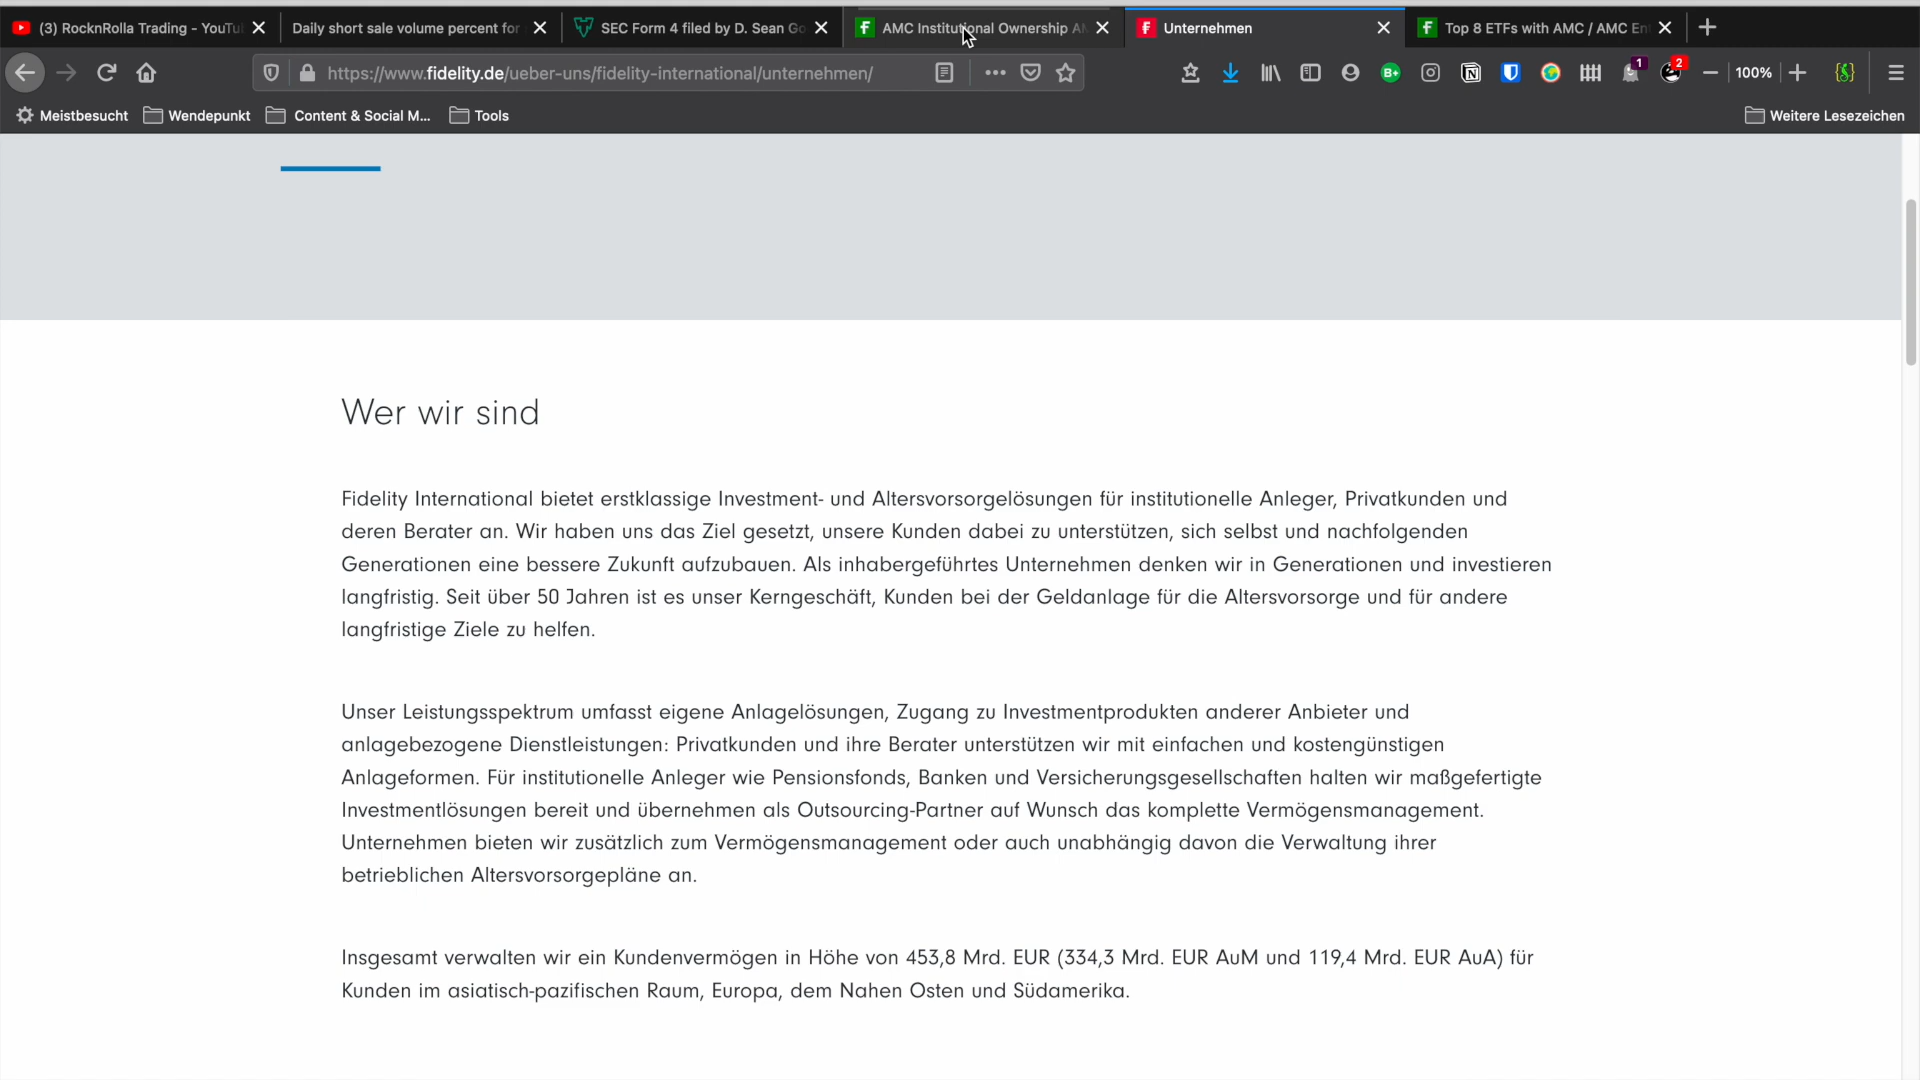 (3) RocknRolla Trading - YouTu
Daily short sale volume percent for
SEC Form 4 filed by D. Sean Go
AMC Institutional Ownership AM
Unternehmen
Top 8 ETFs with AMC / AMC En
https://www.fidelity.de/ueber-uns/fidelity-international/unternehmen/
B+
1
2
100%
Meistbesucht
Wendepunkt
Content & Social M...
Tools
Weitere Lesezeichen
Wer wir sind
Fidelity International bietet erstklassige Investment- und Altersvorsorgelösungen für institutionelle Anleger, Privatkunden und
deren Berater an. Wir haben uns das Ziel gesetzt, unsere Kunden dabei zu unterstützen, sich selbst und nachfolgenden
Generationen eine bessere Zukunft aufzubauen. Als inhabergeführtes Unternehmen denken wir in Generationen und investieren
langfristig. Seit über 50 Jahren ist es unser Kerngeschäft, Kunden bei der Geldanlage für die Altersvorsorge und für andere
langfristige Ziele zu helfen.
Unser Leistungsspektrum umfasst eigene Anlagelösungen, Zugang zu Investmentprodukten anderer Anbieter und
anlagebezogene Dienstleistungen: Privatkunden und ihre Berater unterstützen wir mit einfachen und kostengünstigen
Anlageformen. Für institutionelle Anleger wie Pensionsfonds, Banken und Versicherungsgesellschaften halten wir maßgefertigte
Investmentlösungen bereit und übernehmen als Outsourcing-Partner auf Wunsch das komplette Vermögensmanagement.
Unternehmen bieten wir zusätzlich zum Vermögensmanagement oder auch unabhängig davon die Verwaltung ihrer
betrieblichen Altersvorsorgepläne an.
Insgesamt verwalten wir ein Kundenvermögen in Höhe von 453,8 Mrd. EUR (334,3 Mrd. EUR AuM und 119,4 Mrd. EUR AuA) für
Kunden im asiatisch-pazifischen Raum, Europa, dem Nahen Osten und Südamerika.